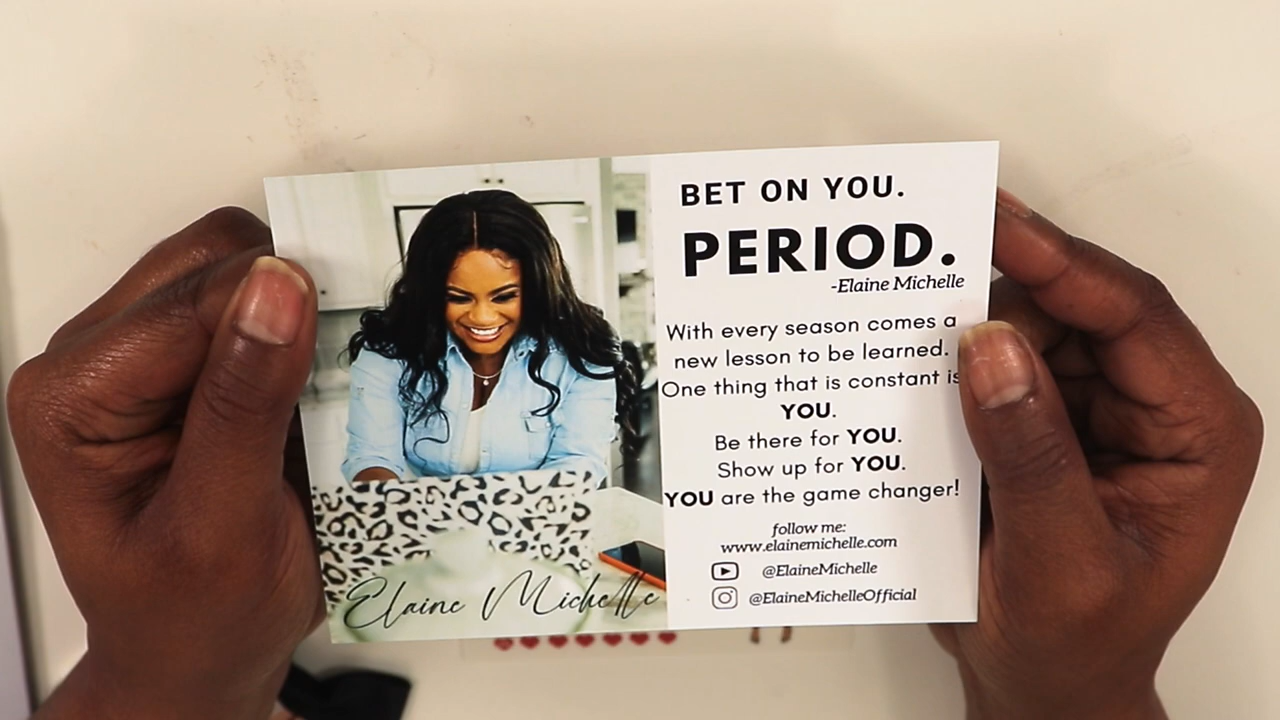 BET ON YOU.
PERIOD.
-Elaine Michelle
With every season comes a
new lesson to be learned.
One thing that is constant is
YOU.
Be there for YOU.
Show up for YOU.
YOU are the game changer!
follow me:
www.elainemichelle.com
@ElaineMichelle
@ElaineMichelleOfficial
Elaine Michelle